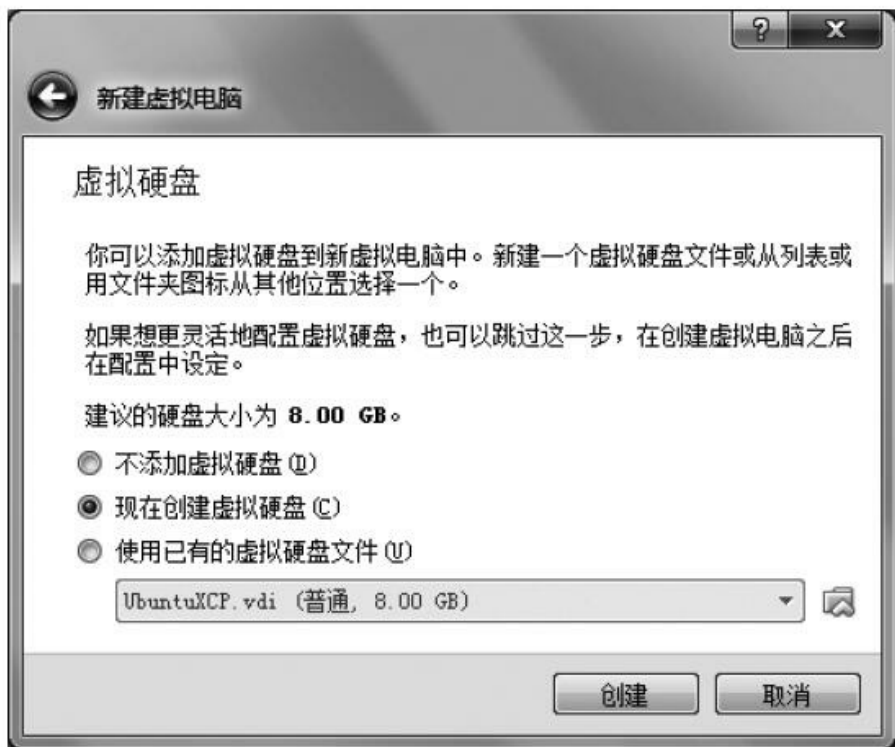 ?
x
新建虚拟电脑
虚拟硬盘
你可以添加虚拟硬盘到新虚拟电脑中。新建一个虚拟硬盘文件或从列表或
用文件夹图标从其他位置选择一个。
如果想更灵活地配置虚拟硬盘，也可以跳过这一步，在创建虚拟电脑之后
在配置中设定。
建议的硬盘大小为 8.00 GB。
不添加虚拟硬盘(D)
现在创建虚拟硬盘(C)
使用已有的虚拟硬盘文件(U)
UbuntuXCP.vdi (普通, 8.00 GB)
创建
取消